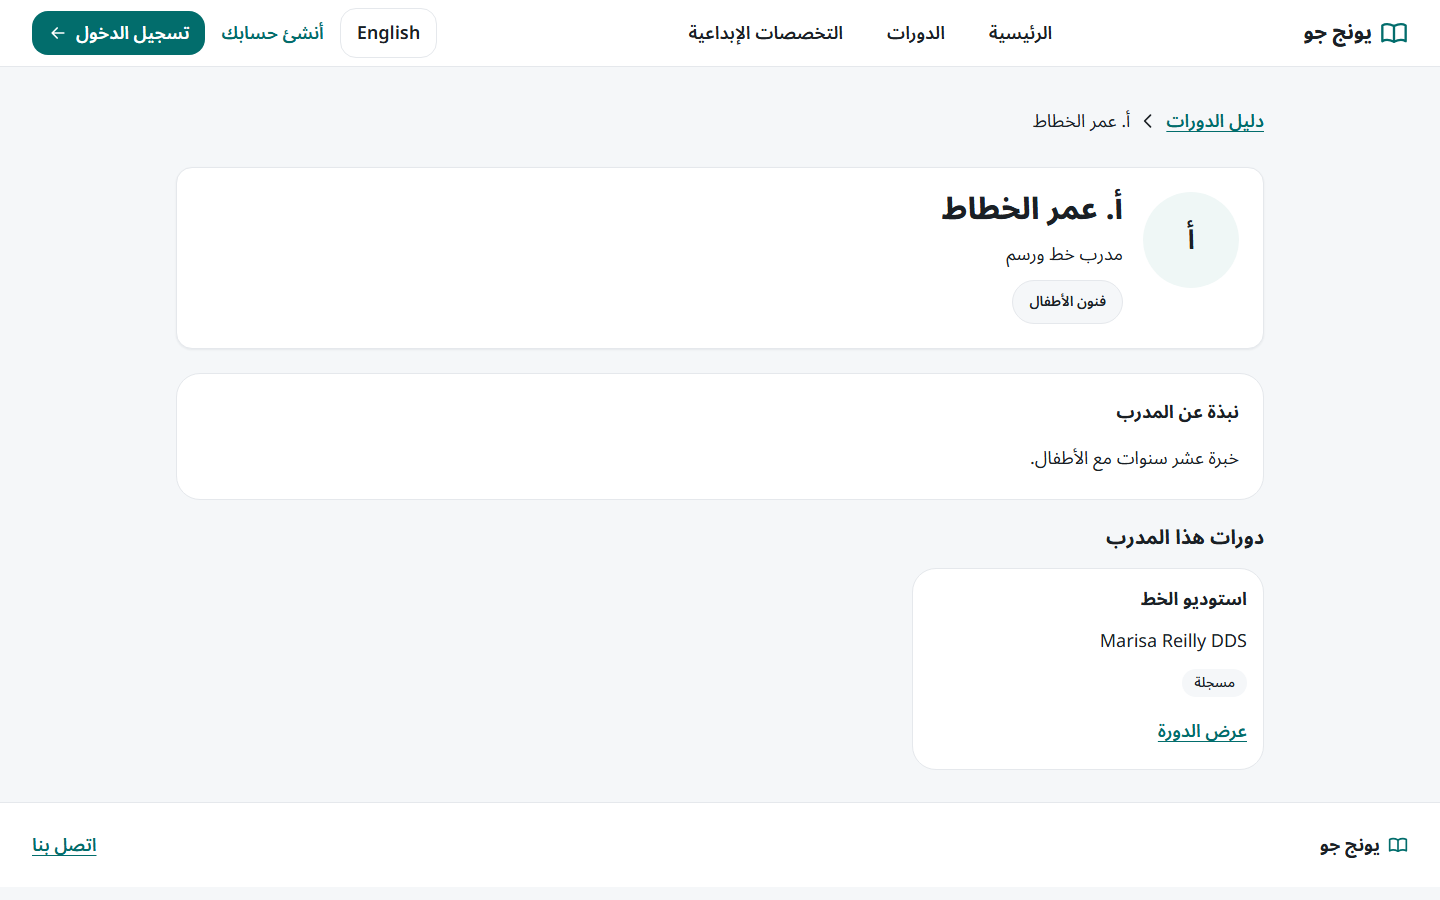 يونج جو
الرئيسية
الدورات
التخصصات الإبداعية
English
أنشئ حسابك
تسجيل الدخول ←
دليل الدورات
أ. عمر الخطاط
أ
أ. عمر الخطاط
مدرب خط ورسم
فنون الأطفال
نبذة عن المدرب
خبرة عشر سنوات مع الأطفال.
دورات هذا المدرب
استوديو الخط
Marisa Reilly DDS
مسجلة
عرض الدورة
يونج جو
اتصل بنا